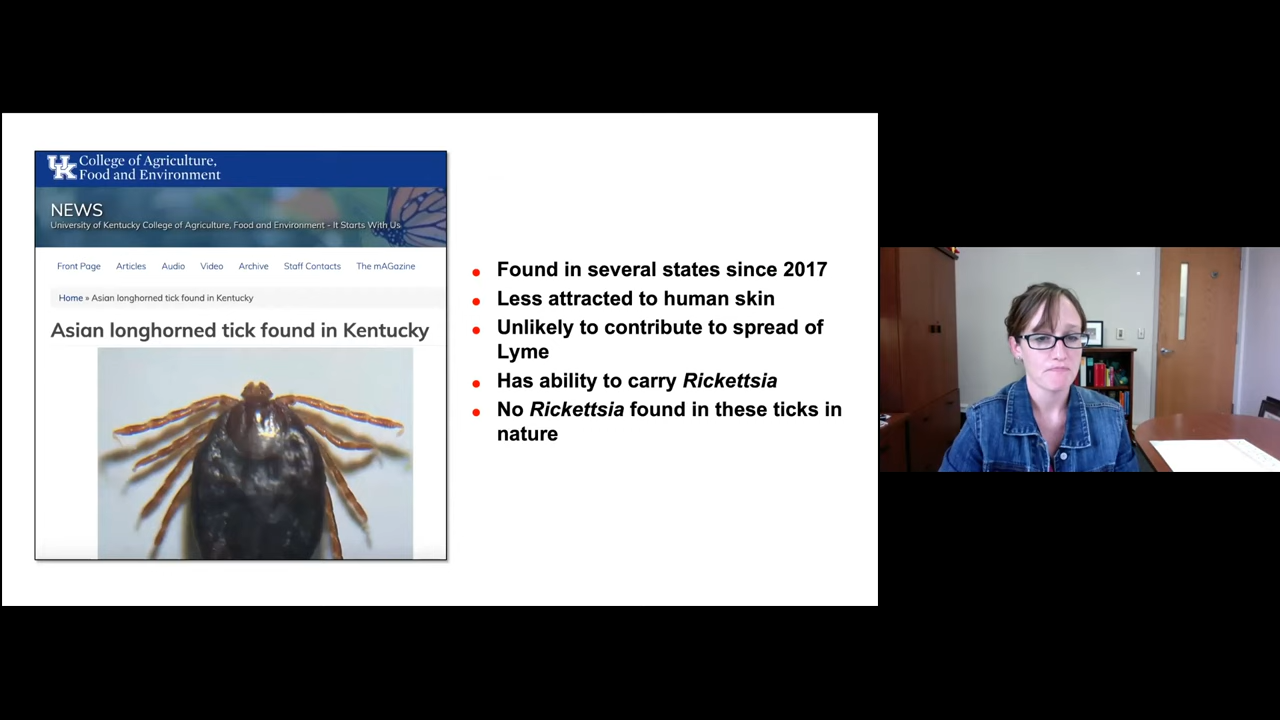 UK College of Agriculture,
Food and Environment
NEWS
University of Kentucky College of Agriculture, Food and Environment - It Starts With Us
Front Page Articles Audio Video Archive Staff Contacts The mAGazine
Home » Asian longhorned tick found in Kentucky
Asian longhorned tick found in Kentucky
• Found in several states since 2017
• Less attracted to human skin
• Unlikely to contribute to spread of
Lyme
• Has ability to carry Rickettsia
• No Rickettsia found in these ticks in
nature